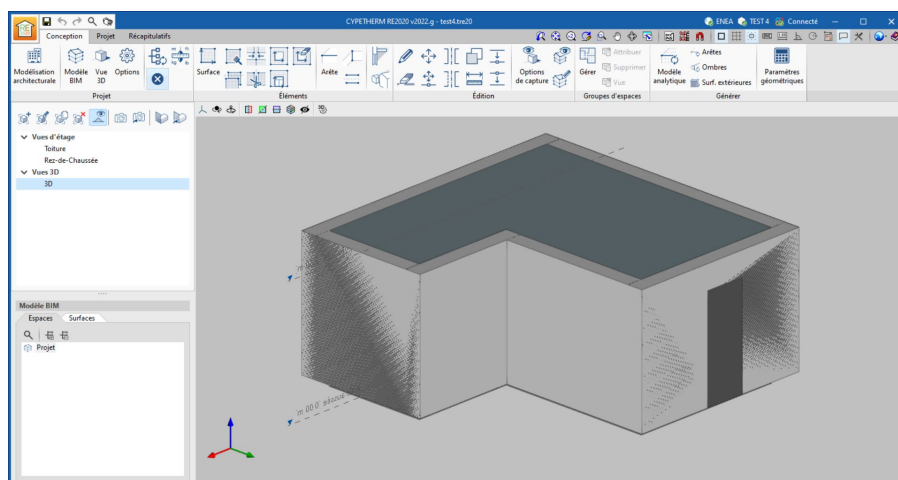 CYPETHERM RE2020 v2022.g - test4.tre20
ENEA TEST 4 Connecté
Conception Projet Récapitulatifs
Modélisation architecturale
Modèle BIM
Vue 3D
Options
Projet
Surface
Arête
Éléments
Édition
Options de capture
Gérer
Attribuer
Supprimer
Vue
Groupes d'espaces
Modèle analytique
Arêtes
Ombres
Surf. extérieures
Générer
Paramètres géométriques
Vues d'étage
Toiture
Rez-de-Chaussée
Vues 3D
3D
Modèle BIM
Espaces Surfaces
Projet